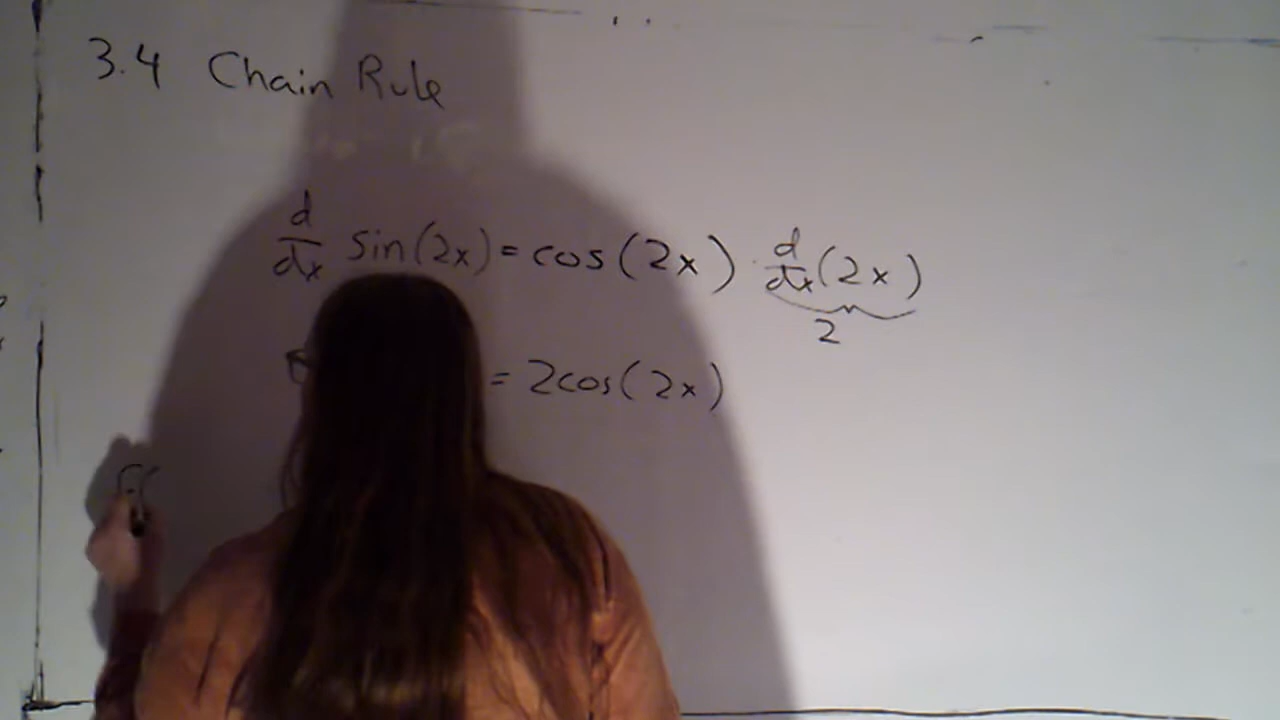 3.4 Chain Rule
d/dx sin(2x) = cos(2x) · d/dx (2x)
2
= 2cos(2x)
f(